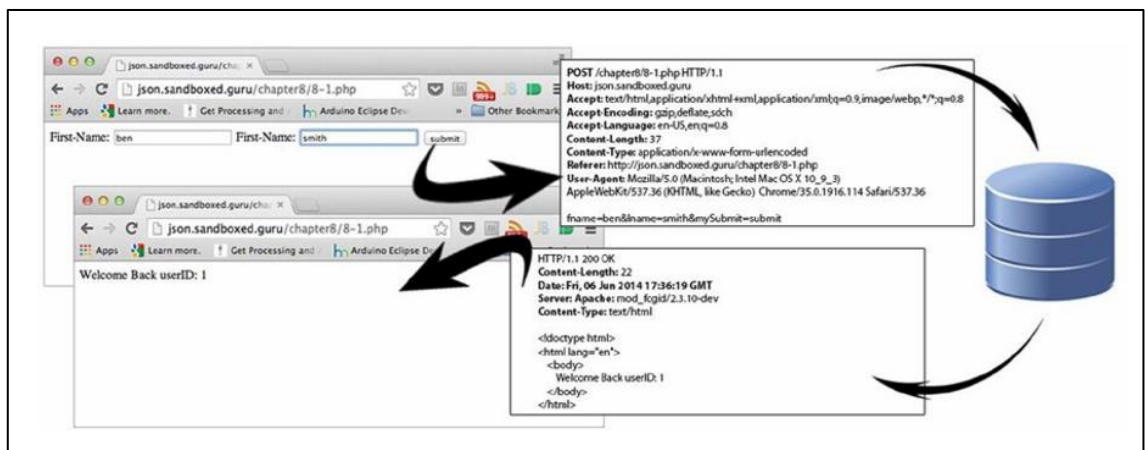 json.sandboxed.guru/chap
json.sandboxed.guru/chapter8/8-1.php
Apps Learn more. Get Processing and Arduino Eclipse Dev » Other Bookmark
First-Name: ben First-Name: smith submit
POST /chapter8/8-1.php HTTP/1.1
Host: json.sandboxed.guru
Accept: text/html,application/xhtml+xml,application/xml;q=0.9,image/webp,*/*;q=0.8
Accept-Encoding: gzip,deflate,sdch
Accept-Language: en-US,en;q=0.8
Content-Length: 37
Content-Type: application/x-www-form-urlencoded
Referer: http://json.sandboxed.guru/chapter8/8-1.php
User-Agent: Mozilla/5.0 (Macintosh; Intel Mac OS X 10_9_3)
AppleWebKit/537.36 (KHTML, like Gecko) Chrome/35.0.1916.114 Safari/537.36
fname=ben&lname=smith&mySubmit=submit
json.sandboxed.guru/chap
json.sandboxed.guru/chapter8/8-1.php
Apps Learn more. Get Processing and Arduino Eclipse De
Welcome Back userID: 1
HTTP/1.1 200 OK
Content-Length: 22
Date: Fri, 06 Jun 2014 17:36:19 GMT
Server: Apache: mod_fcgid/2.3.10-dev
Content-Type: text/html
<!doctype html>
<html lang="en">
<body>
Welcome Back userID: 1
</body>
</html>